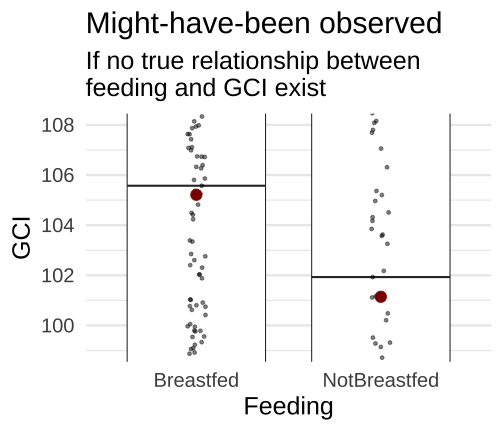 Might-have-been observed
If no true relationship between
feeding and GCI exist
108
106
104
102
100
GCI
Breastfed
NotBreastfed
Feeding